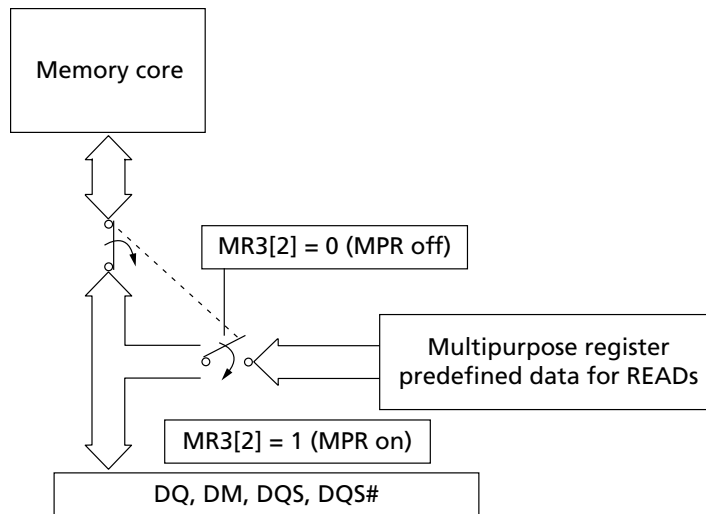 Memory core
MR3[2] = 0 (MPR off)
Multipurpose register
predefined data for READs
MR3[2] = 1 (MPR on)
DQ, DM, DQS, DQS#